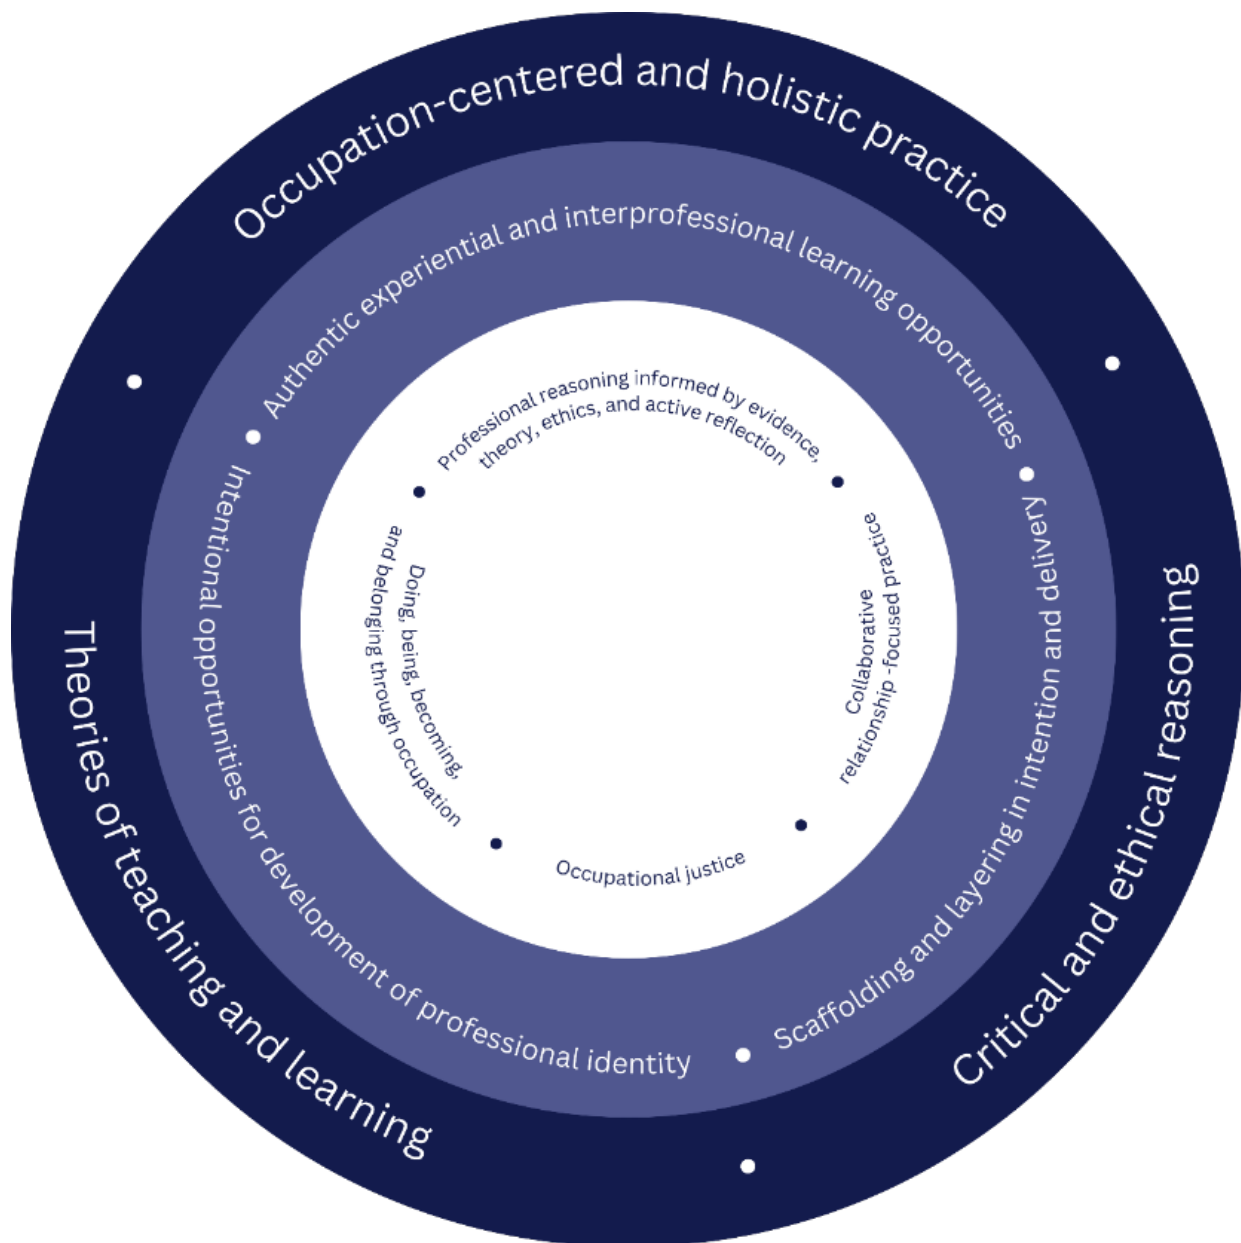 Occupation-centered and holistic practice
Critical and ethical reasoning
Theories of teaching and learning
Authentic experiential and interprofessional learning opportunities
Scaffolding and layering in intention and delivery
Intentional opportunities for development of professional identity
Professional reasoning informed by evidence,
theory, ethics, and active reflection
Collaborative
relationship -focused practice
Occupational justice
Doing, being, becoming,
and belonging through occupation